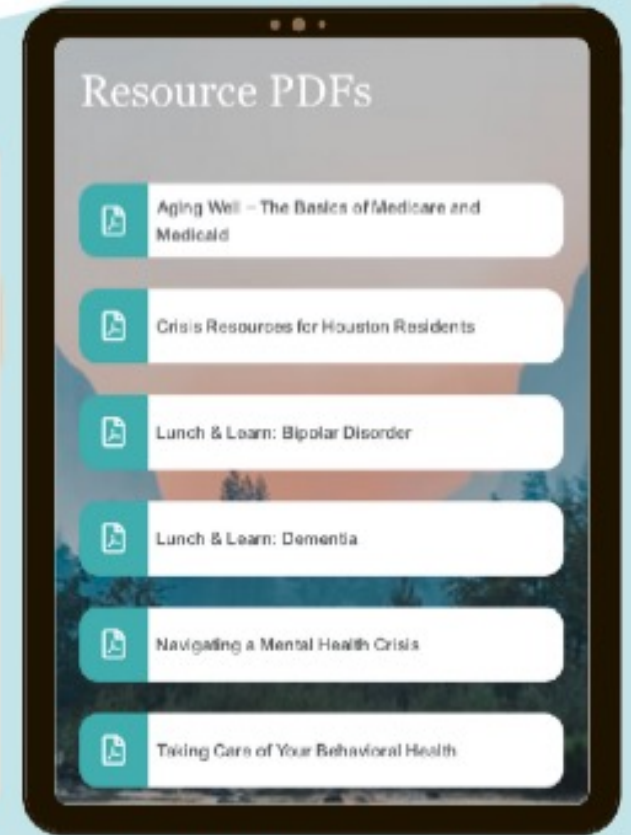 Resource PDFs
Aging Well – The Basics of Medicare and
Medicaid
Crisis Resources for Houston Residents
Lunch & Learn: Bipolar Disorder
Lunch & Learn: Dementia
Navigating a Mental Health Crisis
Taking Care of Your Behavioral Health